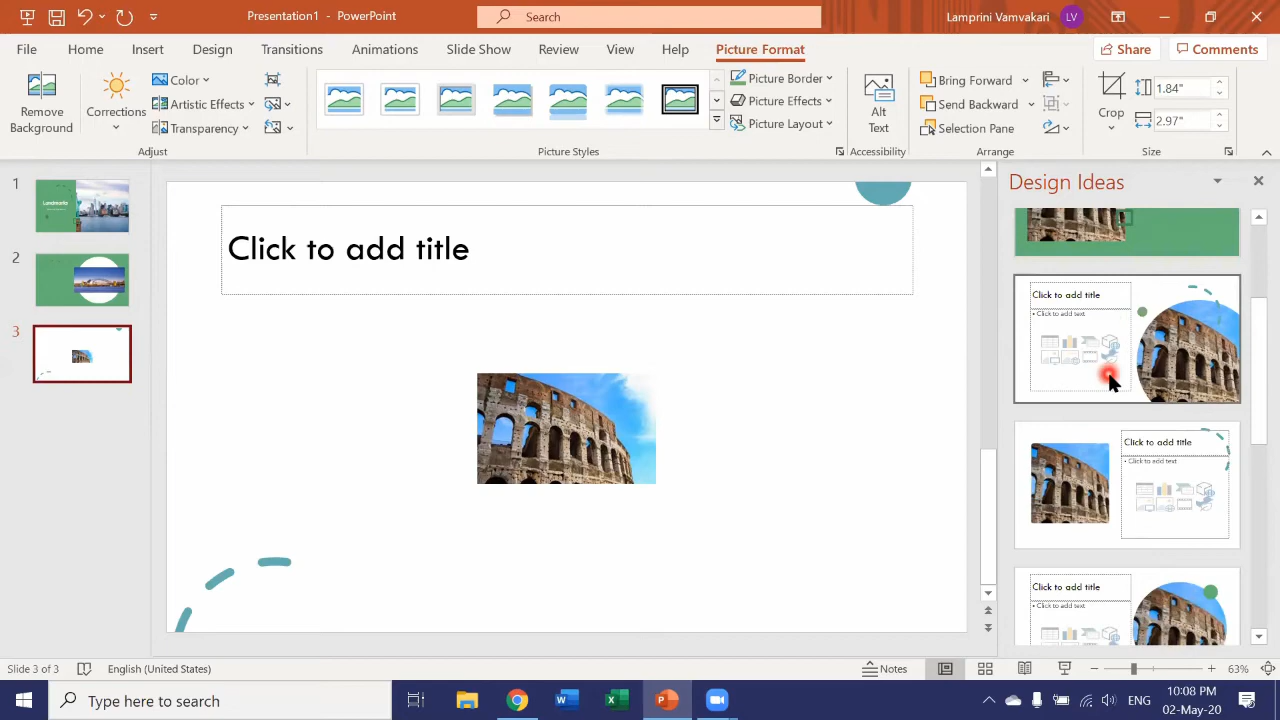 Presentation1 - PowerPoint
Search
Lamprini Vamvakari
LV
File
Home
Insert
Design
Transitions
Animations
Slide Show
Review
View
Help
Picture Format
Share
Comments
Remove
Background
Corrections
Color
Artistic Effects
Transparency
Adjust
Picture Styles
Picture Border
Picture Effects
Picture Layout
Alt
Text
Accessibility
Bring Forward
Send Backward
Selection Pane
Arrange
Crop
1.84"
2.97"
Size
1
Landmarks
2
3
Click to add title
Design Ideas
Click to add title
• Click to add text
Click to add title
• Click to add text
Click to add title
• Click to add text
Slide 3 of 3
English (United States)
Notes
63%
Type here to search
ENG
10:08 PM
02-May-20